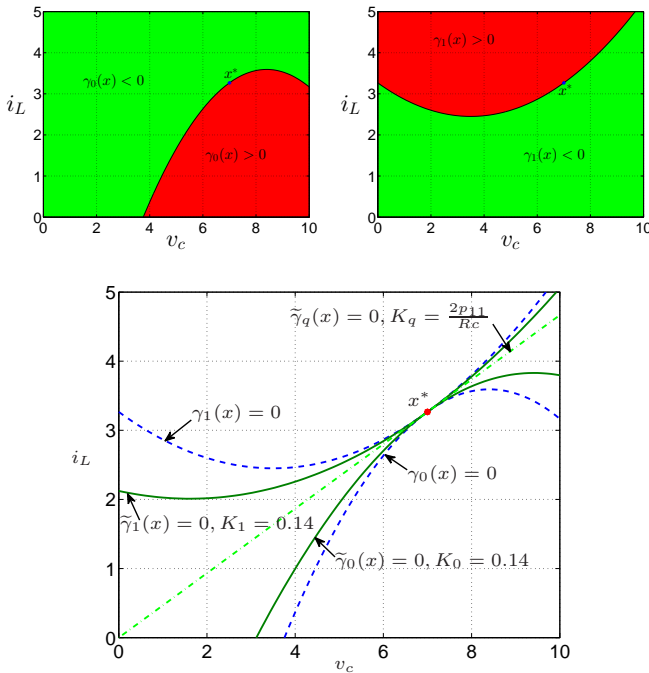 5
4
3
2
1
0
0 2 4 6 8 10
i_L
v_c
γ_0(x) < 0
x*
γ_0(x) > 0
5
4
3
2
1
0
0 2 4 6 8 10
i_L
v_c
γ_1(x) > 0
x*
γ_1(x) < 0
5
4
3
2
1
0
0 2 4 6 8 10
i_L
v_c
γ̃_q(x) = 0, K_q = 2p_11/Rc
x*
γ_1(x) = 0
γ_0(x) = 0
γ̃_1(x) = 0, K_1 = 0.14
γ̃_0(x) = 0, K_0 = 0.14